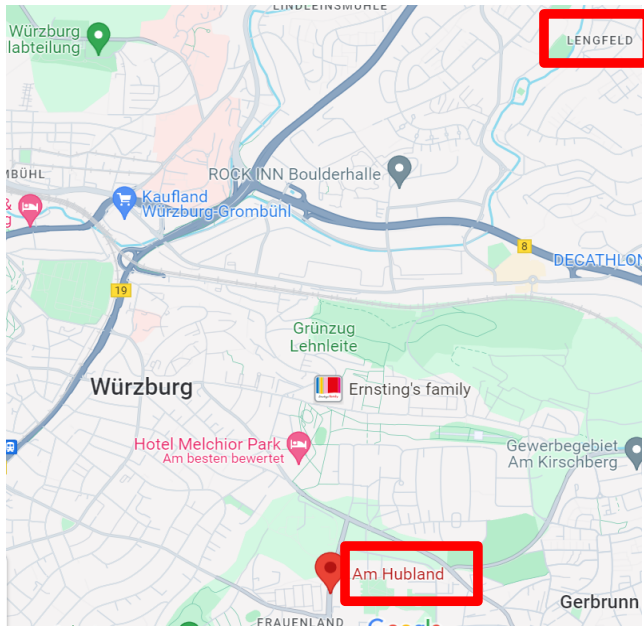 LINDLEINSMÜHLE
Würzburg
labteilung
LENGFELD
MBÜHL
ROCK INN Boulderhalle
&
g
Kaufland
Würzburg-Grombühl
8
DECATHLON
19
Grünzug
Lehnleite
Würzburg
Ernsting's family
Hotel Melchior Park
Am besten bewertet
Gewerbegebiet
Am Kirschberg
Am Hubland
Gerbrunn
FRAUENLAND
Google